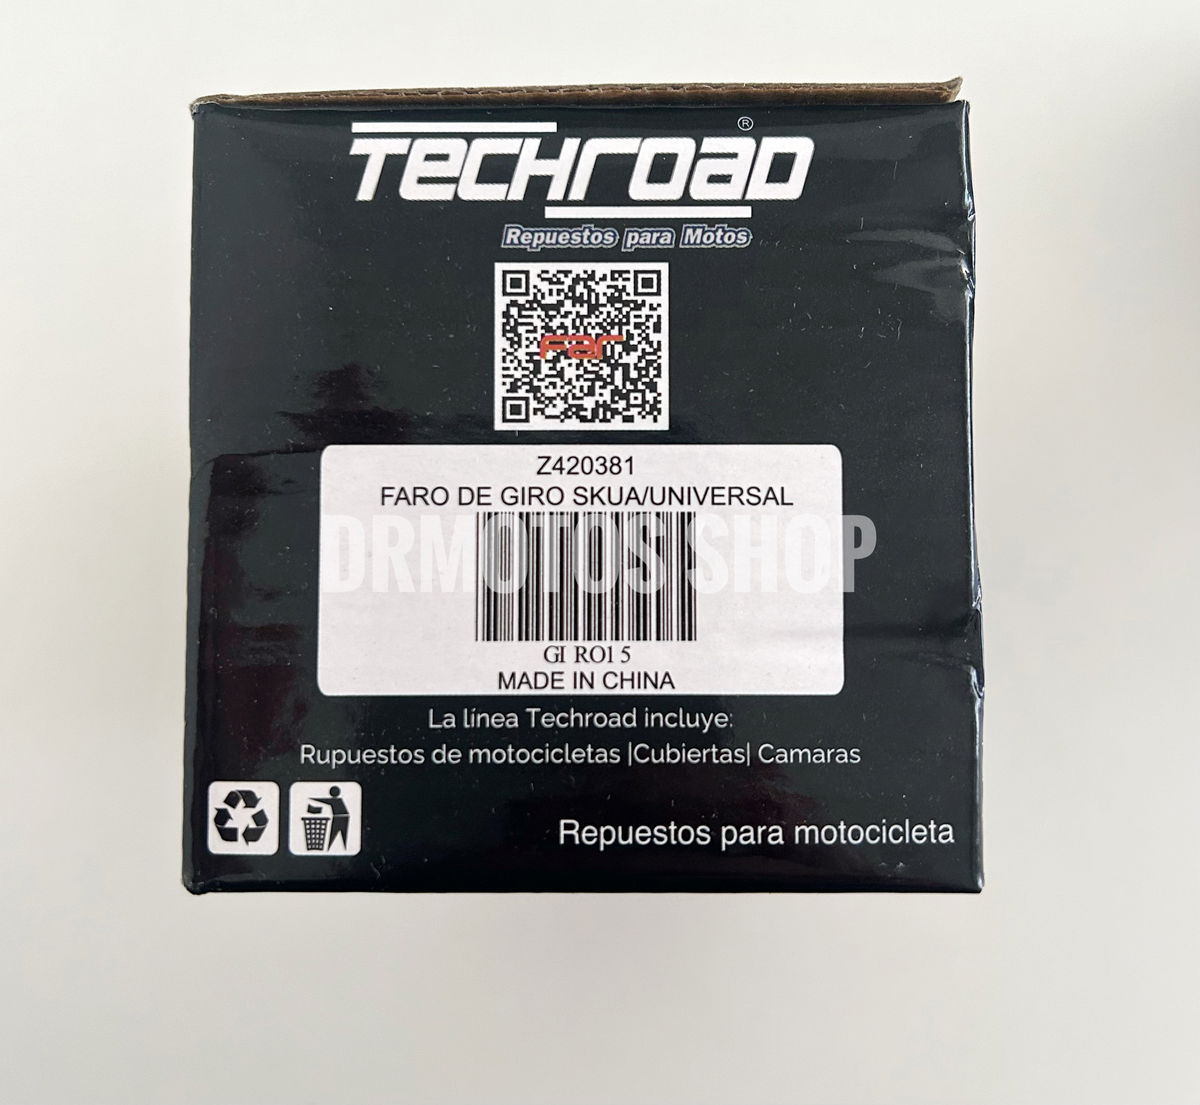 TECHROAD®
Repuestos para Motos
Far
Z420381
FARO DE GIRO SKUA/UNIVERSAL
DRMOTOS SHOP
GI RO1 5
MADE IN CHINA
La línea Techroad incluye:
Rupuestos de motocicletas |Cubiertas| Camaras
Repuestos para motocicleta